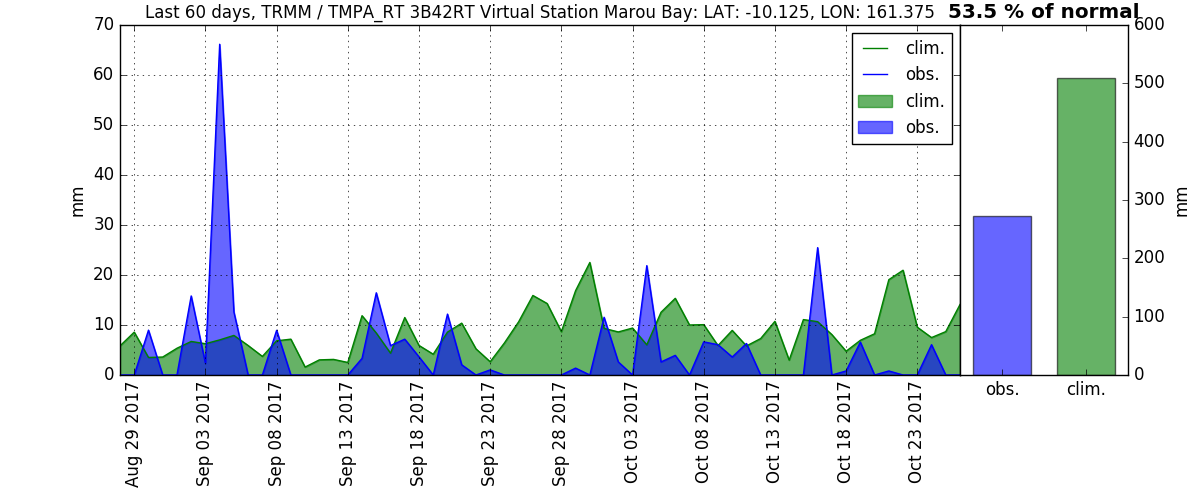 Last 60 days, TRMM / TMPA_RT 3B42RT Virtual Station Marou Bay: LAT: -10.125, LON: 161.375
53.5 % of normal
70
60
50
40
30
20
10
0
mm
clim.
obs.
clim.
obs.
600
500
400
300
200
100
0
mm
Aug 29 2017
Sep 03 2017
Sep 08 2017
Sep 13 2017
Sep 18 2017
Sep 23 2017
Sep 28 2017
Oct 03 2017
Oct 08 2017
Oct 13 2017
Oct 18 2017
Oct 23 2017
obs.
clim.